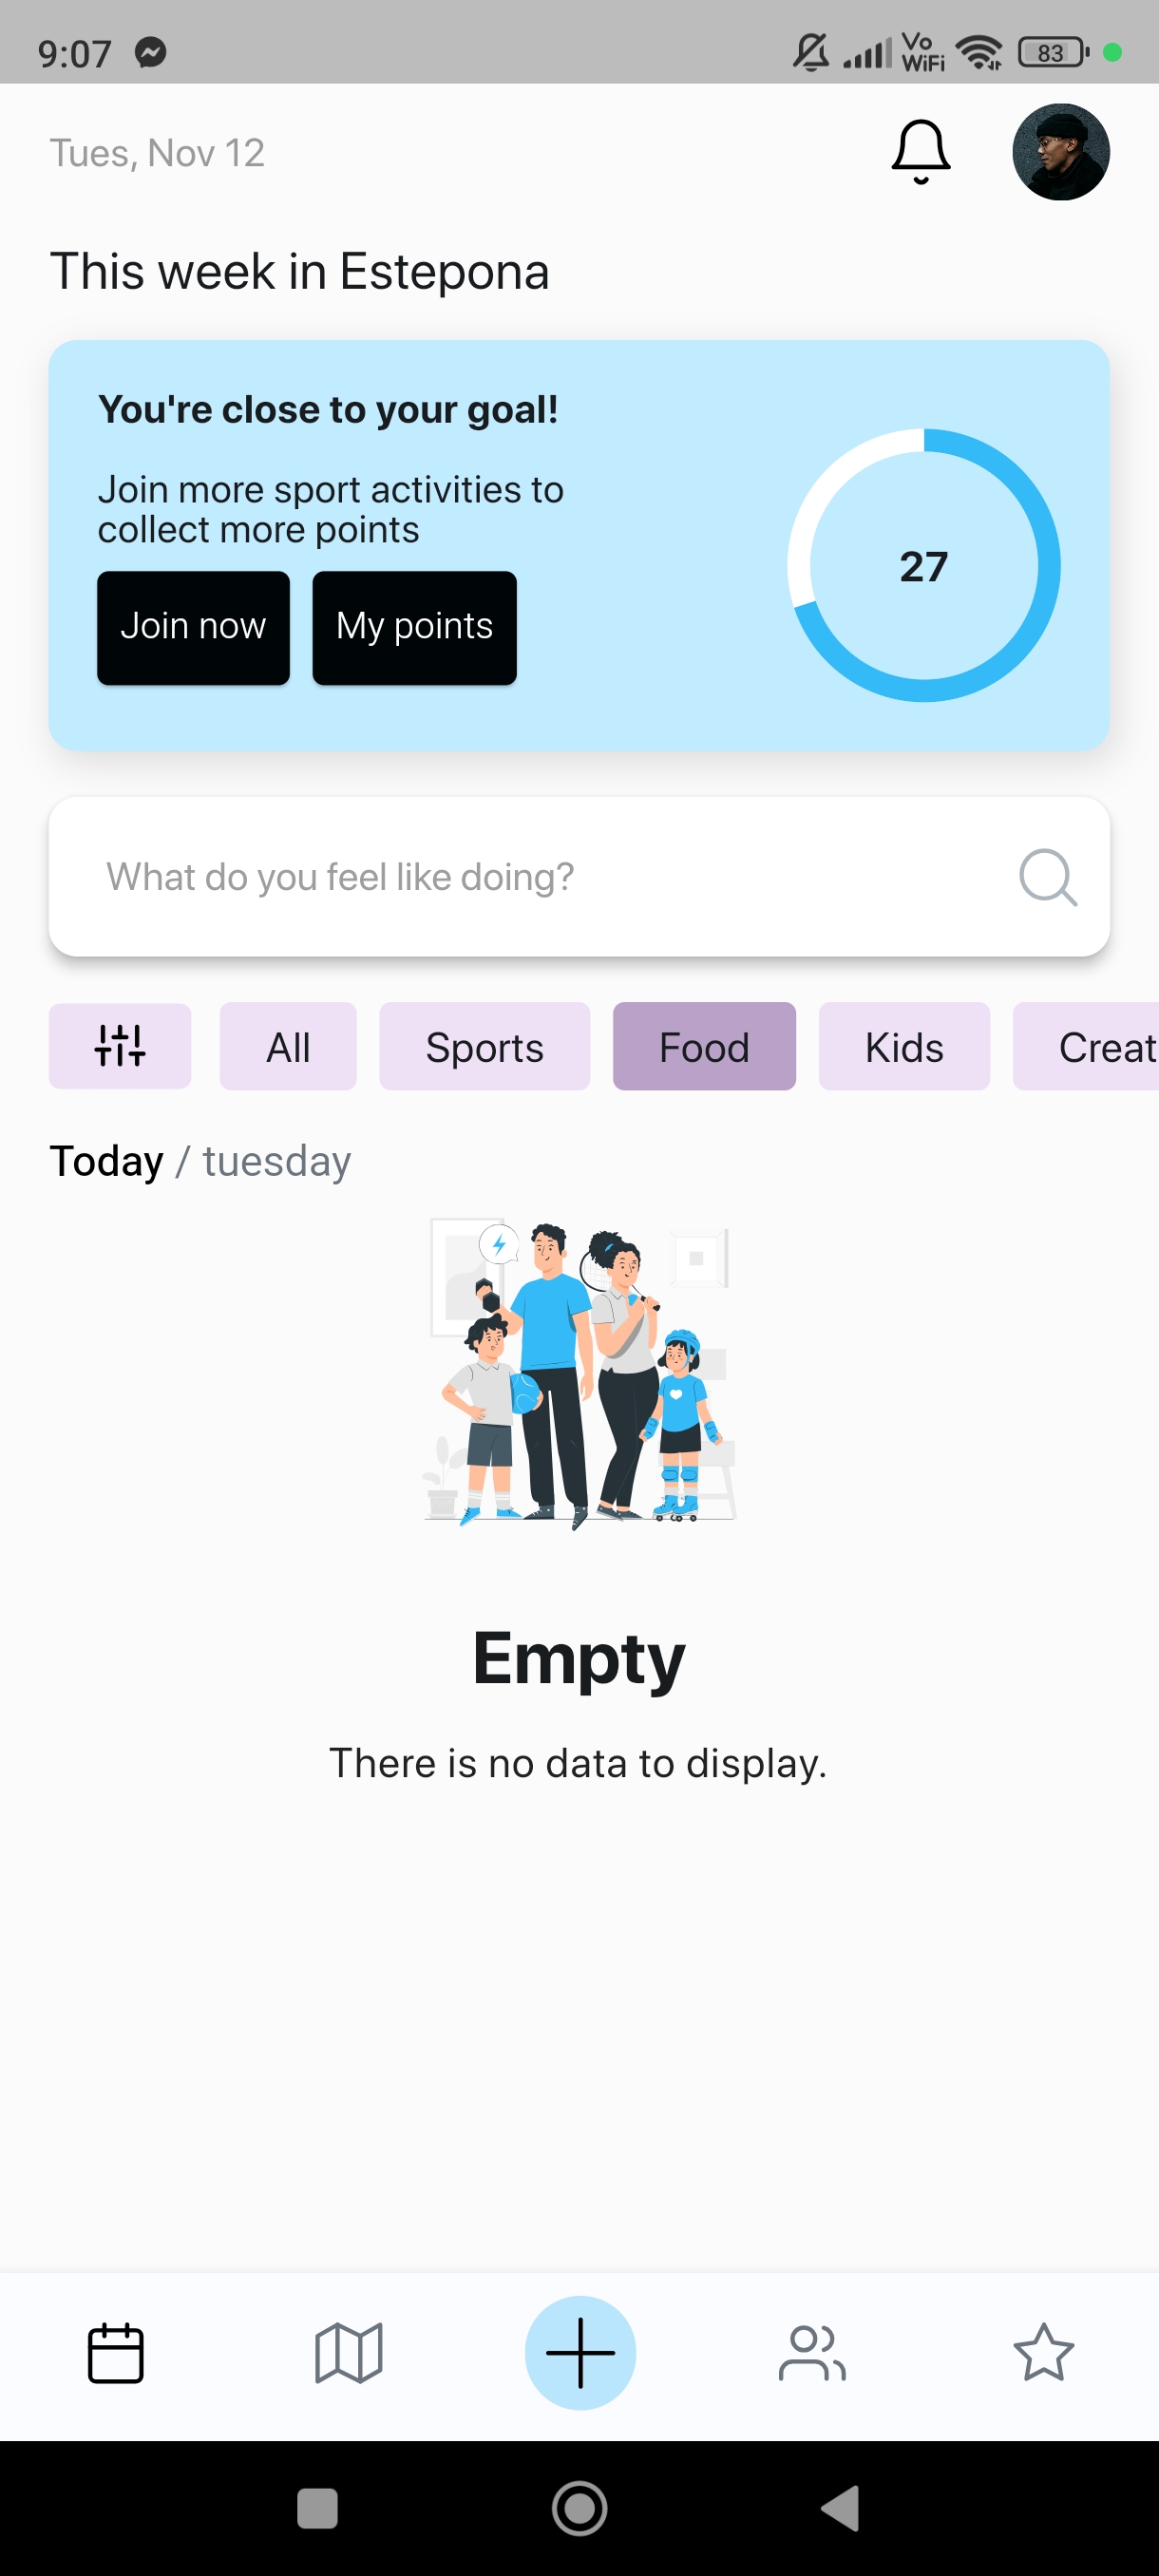 9:07
Vo
WiFi
83
Tues, Nov 12
This week in Estepona
You're close to your goal!
Join more sport activities to
collect more points
27
Join now
My points
What do you feel like doing?
All
Sports
Food
Kids
Creat
Today / tuesday
Empty
There is no data to display.